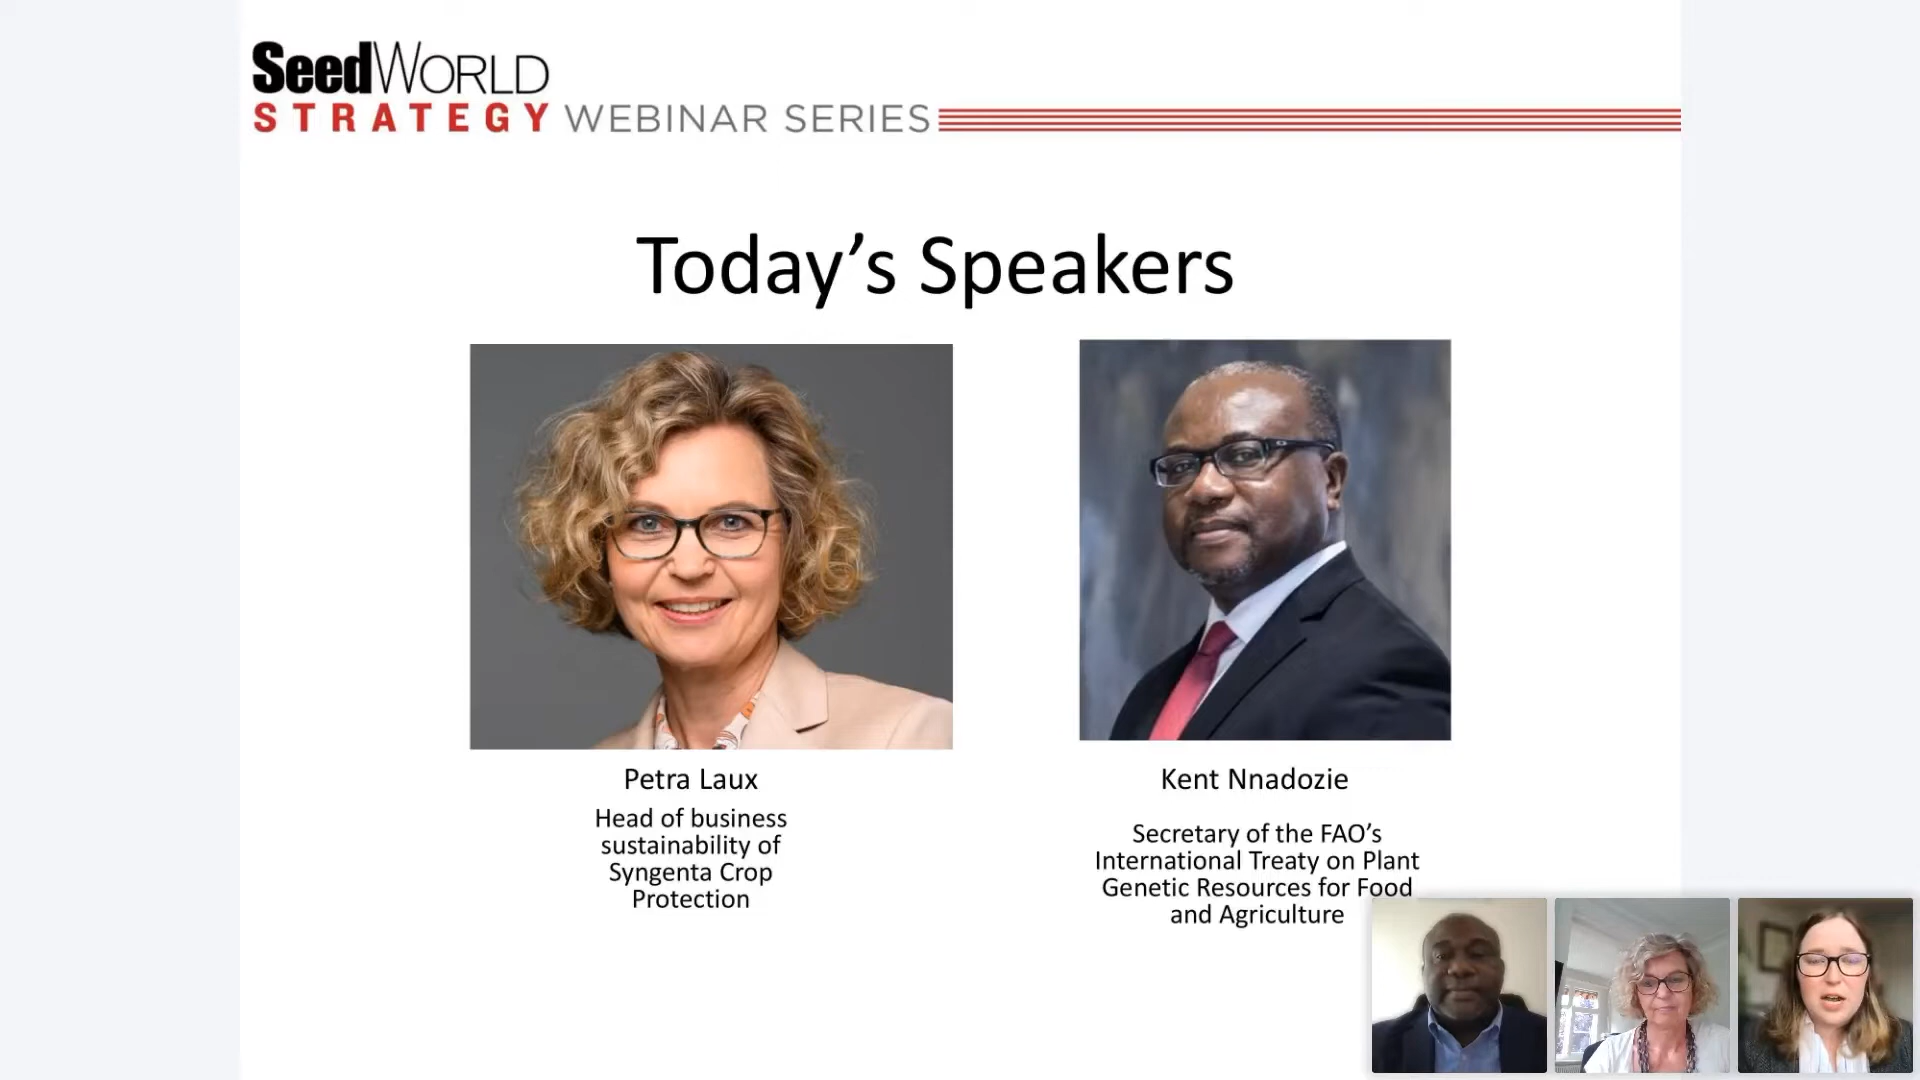 SeedWORLD
STRATEGY WEBINAR SERIES
Today’s Speakers
Petra Laux
Head of business
sustainability of
Syngenta Crop
Protection
Kent Nnadozie
Secretary of the FAO’s
International Treaty on Plant
Genetic Resources for Food
and Agriculture